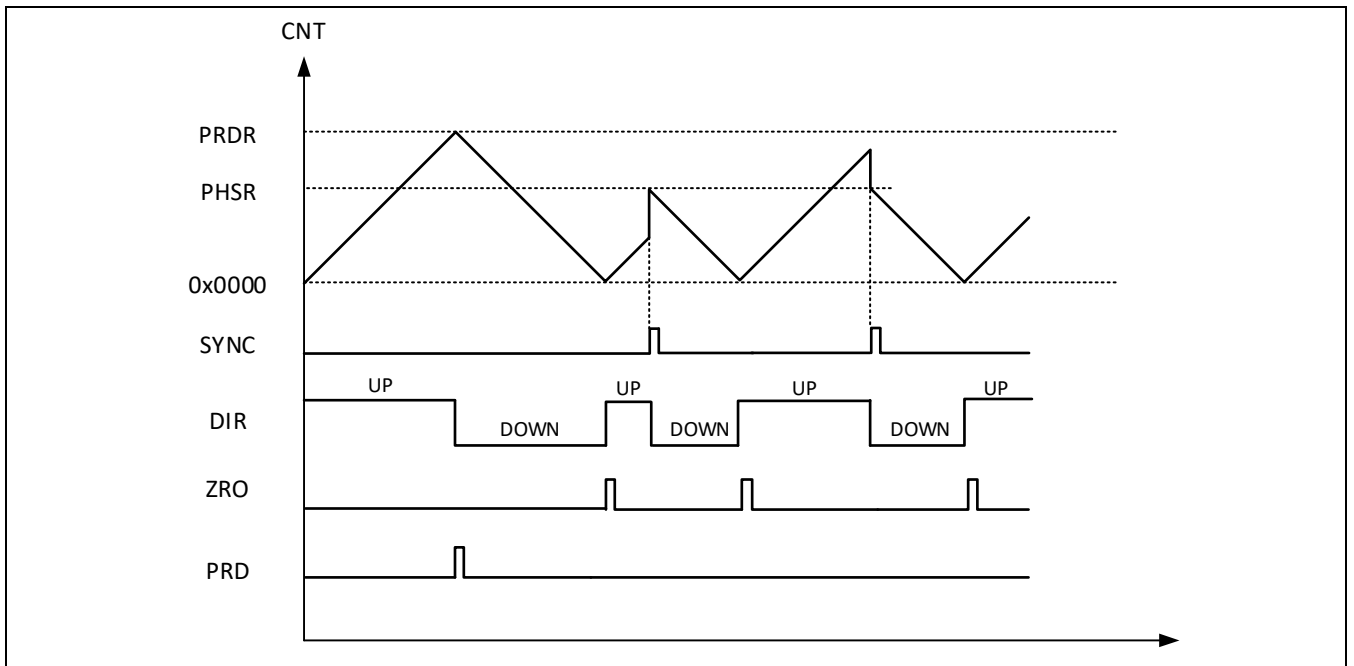 CNT
PRDR
PHSR
0x0000
SYNC
UP UP UP UP
DIR
DOWN DOWN DOWN
ZRO
PRD